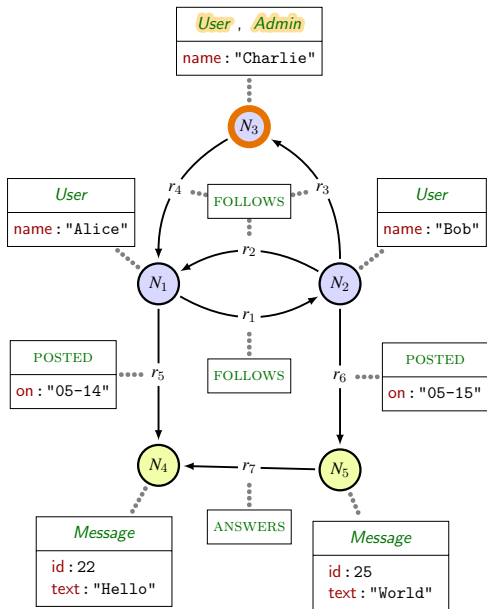 User , Admin
name : "Charlie"
N3
r4
FOLLOWS
r3
User
name : "Alice"
User
name : "Bob"
r2
N1
N2
r1
POSTED
on : "05-14"
r5
FOLLOWS
r6
POSTED
on : "05-15"
N4
r7
N5
ANSWERS
Message
id : 22
text : "Hello"
Message
id : 25
text : "World"